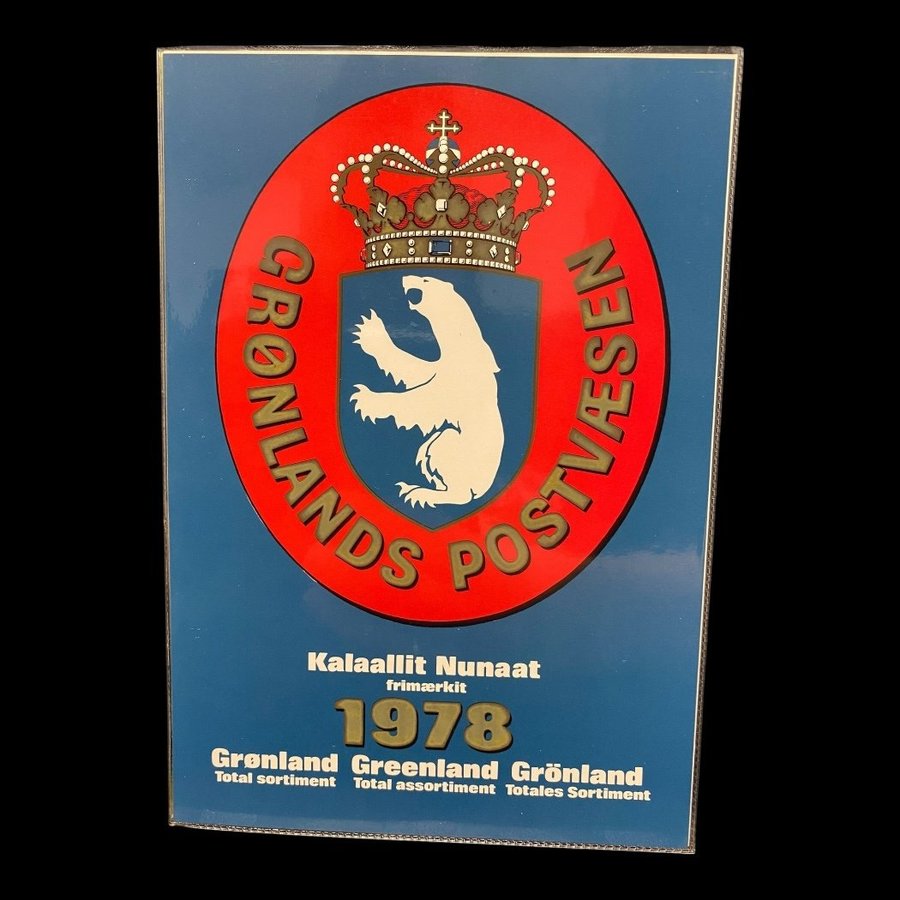 GRØNLANDS POSTVÆSEN
Kalaallit Nunaat
frimærkit
1978
Grønland Greenland Grönland
Total sortiment Total assortiment Totales Sortiment